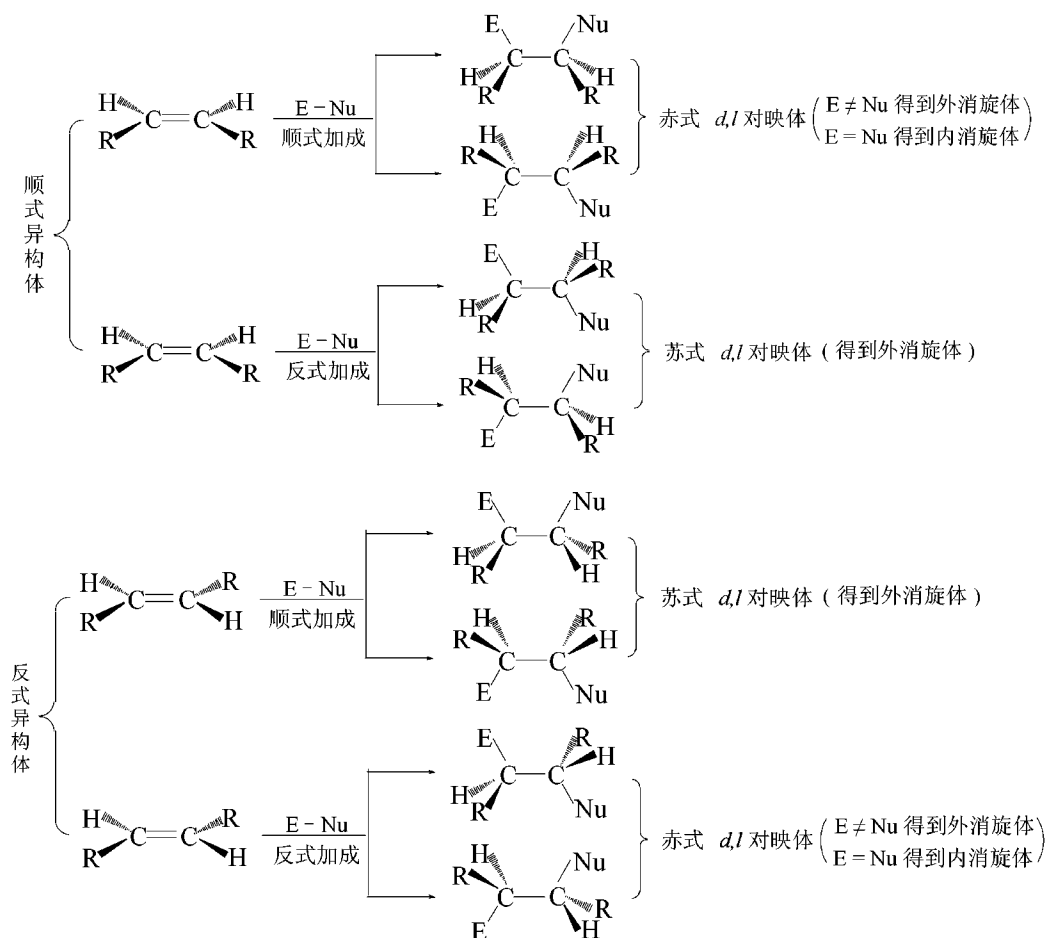 E Nu
H C C H
R R
H H
R C C R
E Nu
H C=C H
R R
E－Nu
顺式加成
赤式 d,l 对映体
E ≠ Nu 得到外消旋体
E = Nu 得到内消旋体
顺式异构体
E H
R
H C C
R Nu
H Nu
R C C H
E R
H C=C H
R R
E－Nu
反式加成
苏式 d,l 对映体 ( 得到外消旋体 )
E Nu
H C C R
R H
H R
R C C H
E Nu
H C=C R
R H
E－Nu
顺式加成
苏式 d,l 对映体 ( 得到外消旋体 )
反式异构体
E R
H
H C C
R Nu
H Nu
R C C R
E H
H C=C R
R H
E－Nu
反式加成
赤式 d,l 对映体
E ≠ Nu 得到外消旋体
E = Nu 得到内消旋体